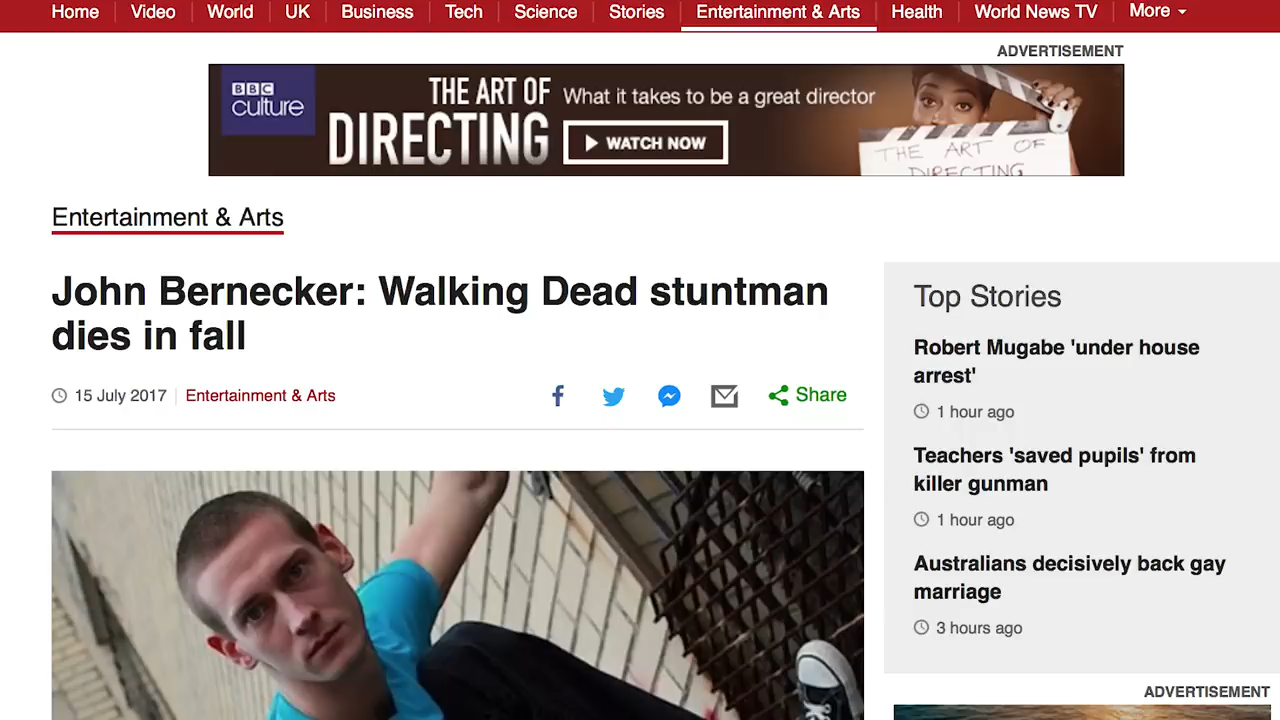 Home Video World UK Business Tech Science Stories Entertainment & Arts Health World News TV More
ADVERTISEMENT
BBC
culture
THE ART OF
DIRECTING
What it takes to be a great director
WATCH NOW
THE ART OF
DIRECTING
Entertainment & Arts
John Bernecker: Walking Dead stuntman
dies in fall
15 July 2017 Entertainment & Arts
Share
Top Stories
Robert Mugabe 'under house
arrest'
1 hour ago
Teachers 'saved pupils' from
killer gunman
1 hour ago
Australians decisively back gay
marriage
3 hours ago
ADVERTISEMENT